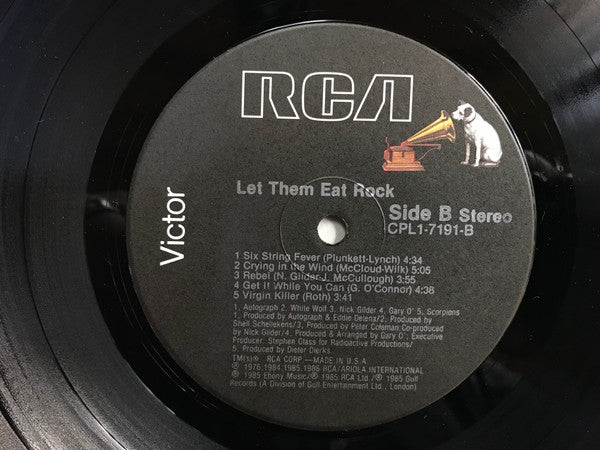 RCA
Victor
Let Them Eat Rock
Side B Stereo
CPL1-7191-B
1 Six String Fever (Plunkett-Lynch) 4:34
2 Crying in the Wind (McCloud-Wilk) 5:05
3 Rebel (N. Gilder-J. McCullough) 3:55
4 Get It While You Can (G. O'Connor) 4:38
5 Virgin Killer (Roth) 3:41
1. Autograph 2. White Wolf 3. Nick Gilder 4. Gary O' 5. Scorpions
1. Produced by Autograph & Eddie Delena/2. Produced by
Shell Schellekens/3. Produced by Peter Coleman Co-produced
by Nick Gilder/4. Produced & Arranged by Gary O', Executive
Producer: Stephen Glass for Radioactive Productions/
5. Produced by Dieter Dierks
TM(s)® RCA CORP.—MADE IN U.S.A.
℗ 1976,1984,1985,1986 RCA/ARIOLA INTERNATIONAL
© 1985 Ebony Music/℗ 1985 RCA Ltd./℗ 1985 Gull
Records (A Division of Gull Entertainment Ltd., London)